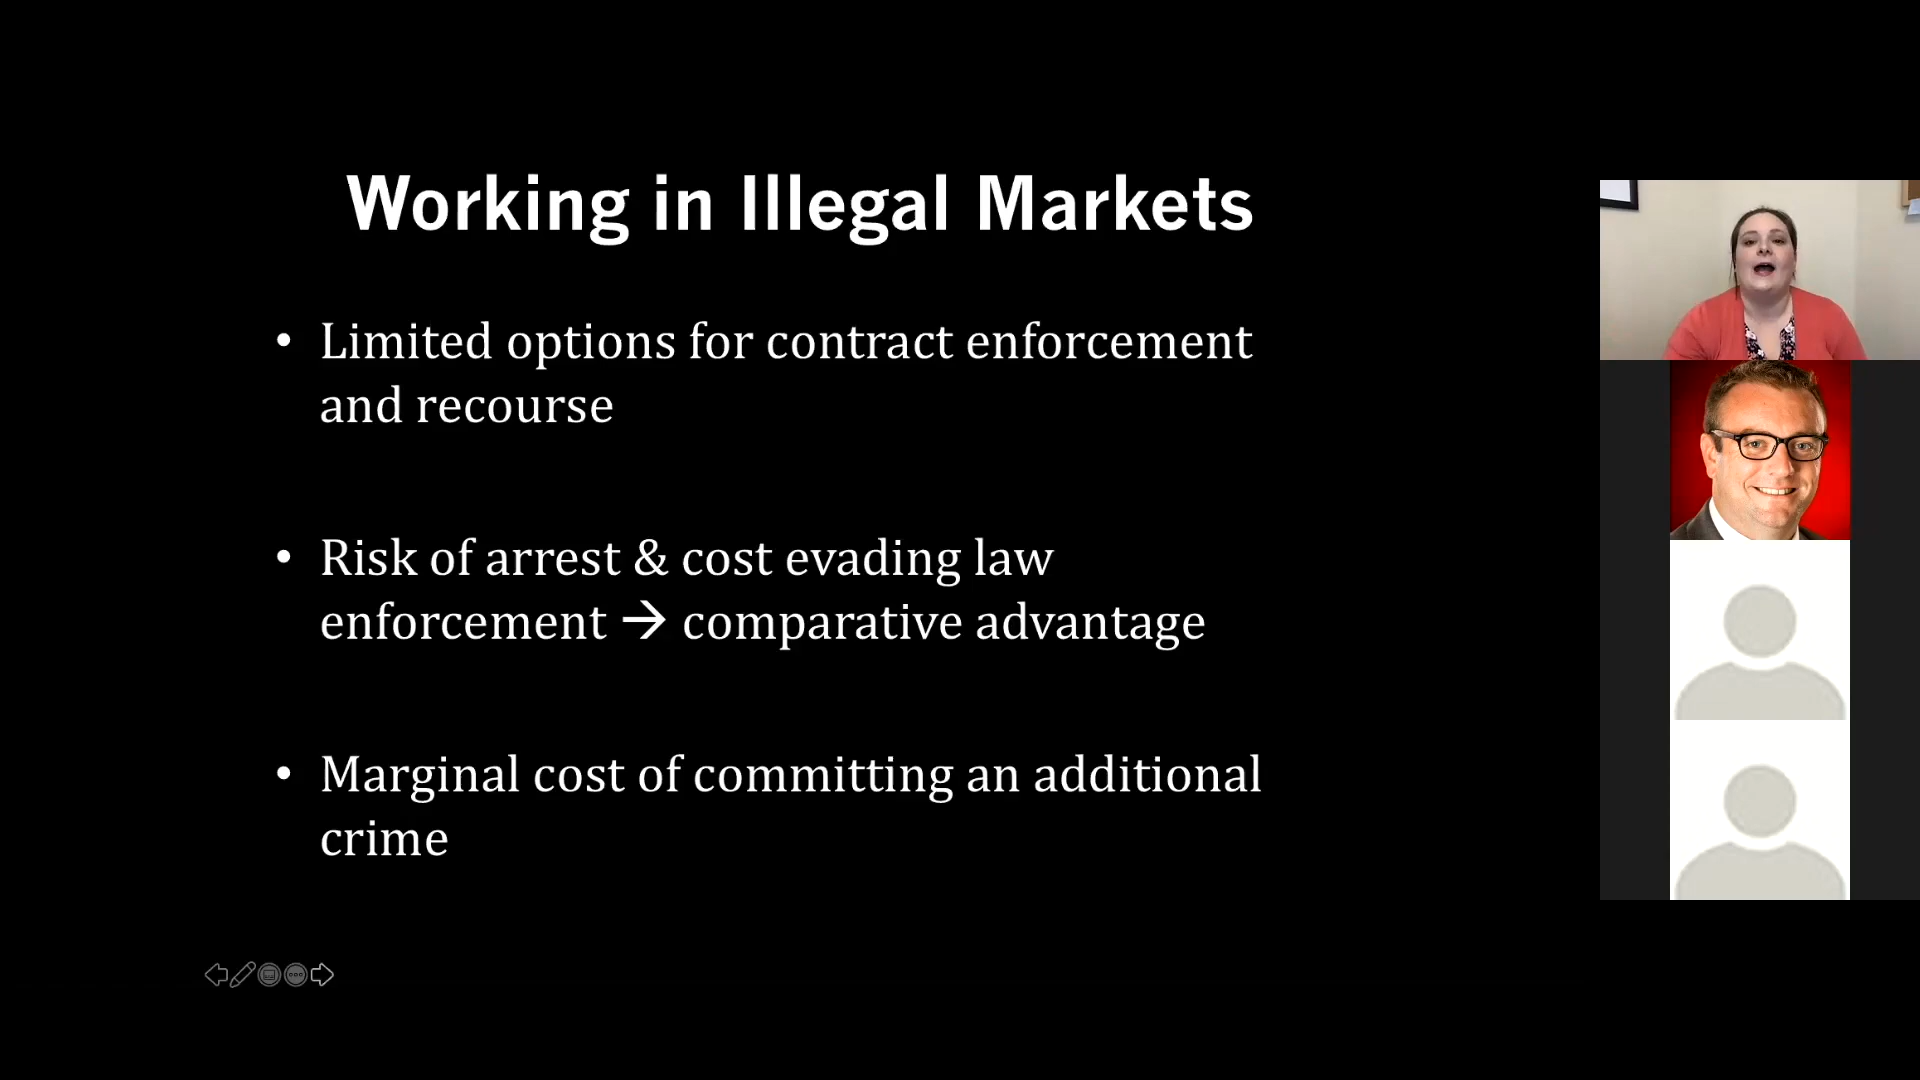 Working in Illegal Markets
• Limited options for contract enforcement
and recourse
• Risk of arrest & cost evading law
enforcement → comparative advantage
• Marginal cost of committing an additional
crime